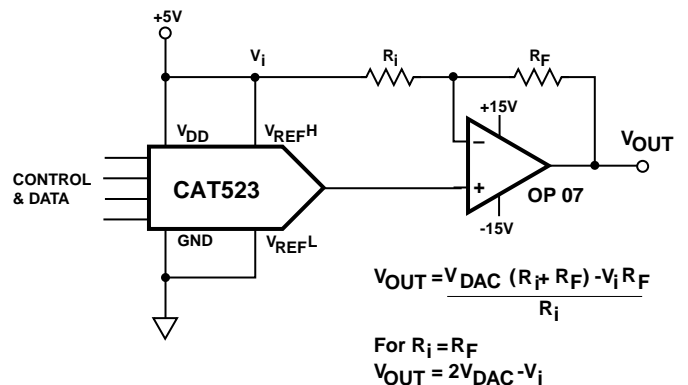 +5V
Vi
Ri
RF
+15V
VDD
VREFH
VOUT
–
CONTROL
& DATA
CAT523
+
OP 07
GND
VREFL
-15V
VOUT = VDAC (Ri+ RF) -Vi RF
Ri
For Ri = RF
VOUT = 2VDAC -Vi